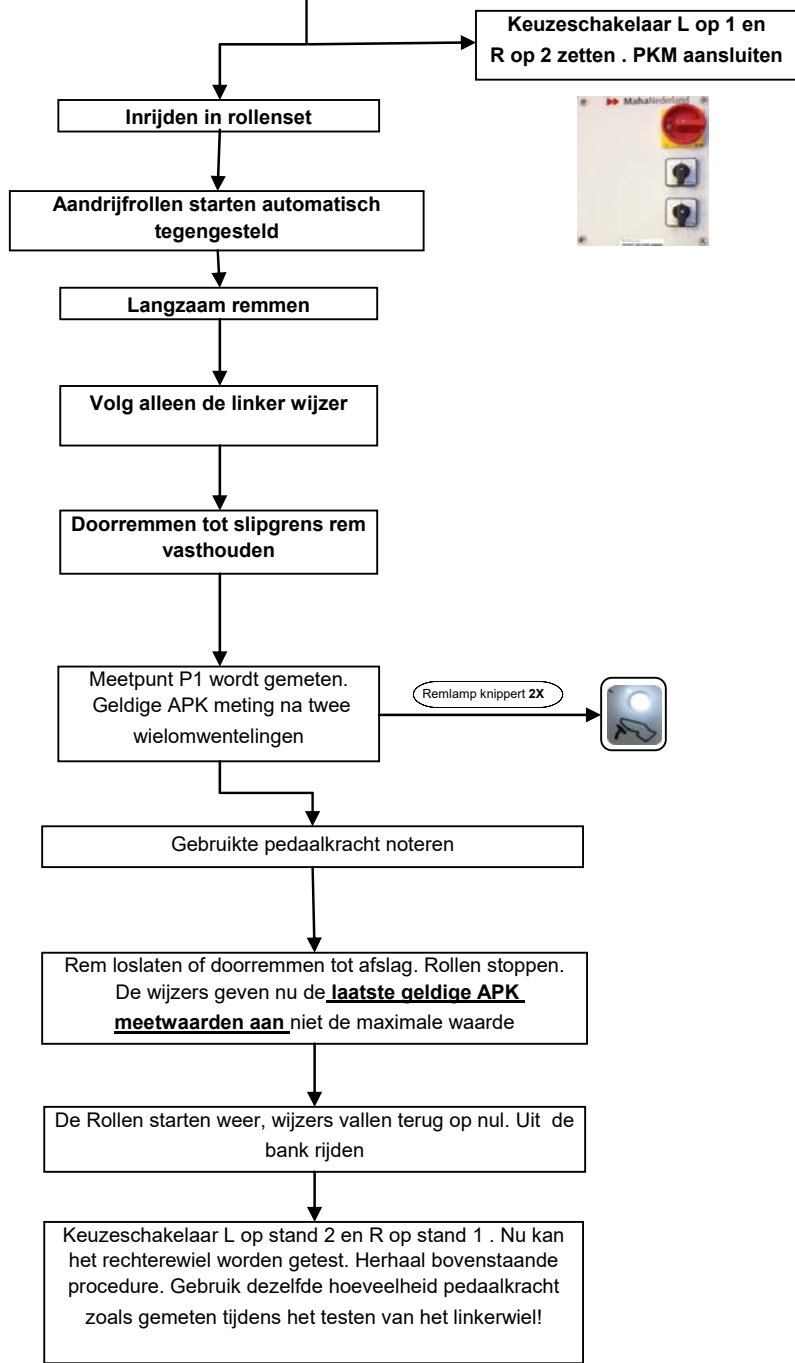 Keuzeschakelaar L op 1 en
R op 2 zetten . PKM aansluiten
MahaNederland
Inrijden in rollenset
Aandrijfrollen starten automatisch
tegengesteld
Langzaam remmen
Volg alleen de linker wijzer
Doorremmen tot slipgrens rem
vasthouden
Meetpunt P1 wordt gemeten.
Geldige APK meting na twee
wielomwentelingen
Remlamp knippert 2X
Gebruikte pedaalkracht noteren
Rem loslaten of doorremmen tot afslag. Rollen stoppen.
De wijzers geven nu de laatste geldige APK
meetwaarden aan niet de maximale waarde
De Rollen starten weer, wijzers vallen terug op nul. Uit de
bank rijden
Keuzeschakelaar L op stand 2 en R op stand 1 . Nu kan
het rechterewiel worden getest. Herhaal bovenstaande
procedure. Gebruik dezelfde hoeveelheid pedaalkracht
zoals gemeten tijdens het testen van het linkerwiel!